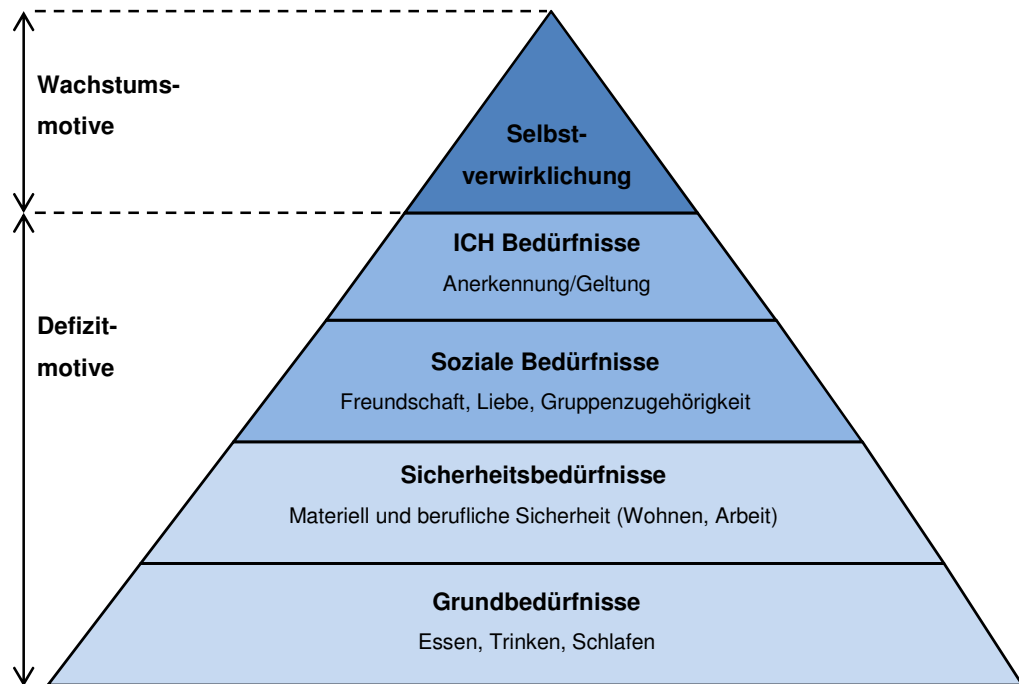 Wachstums-
motive
Selbst-
verwirklichung
ICH Bedürfnisse
Anerkennung/Geltung
Defizit-
motive
Soziale Bedürfnisse
Freundschaft, Liebe, Gruppenzugehörigkeit
Sicherheitsbedürfnisse
Materiell und berufliche Sicherheit (Wohnen, Arbeit)
Grundbedürfnisse
Essen, Trinken, Schlafen